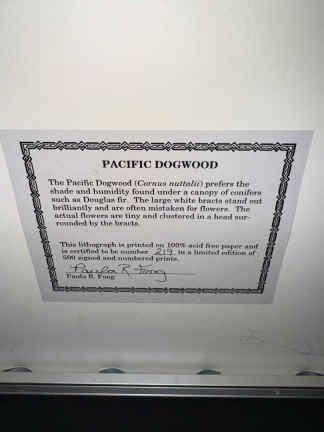 PACIFIC DOGWOOD
The Pacific Dogwood (Cornus nuttalii) prefers the
shade and humidity found under a canopy of conifers
such as Douglas fir. The large white bracts stand out
brilliantly and are often mistaken for flowers. The
actual flowers are tiny and clustered in a head sur-
rounded by the bracts.
This lithograph is printed on 100% acid free paper and
is certified to be number 219 in a limited edition of
500 signed and numbered prints.
Paula R Fong
Paula R. Fong